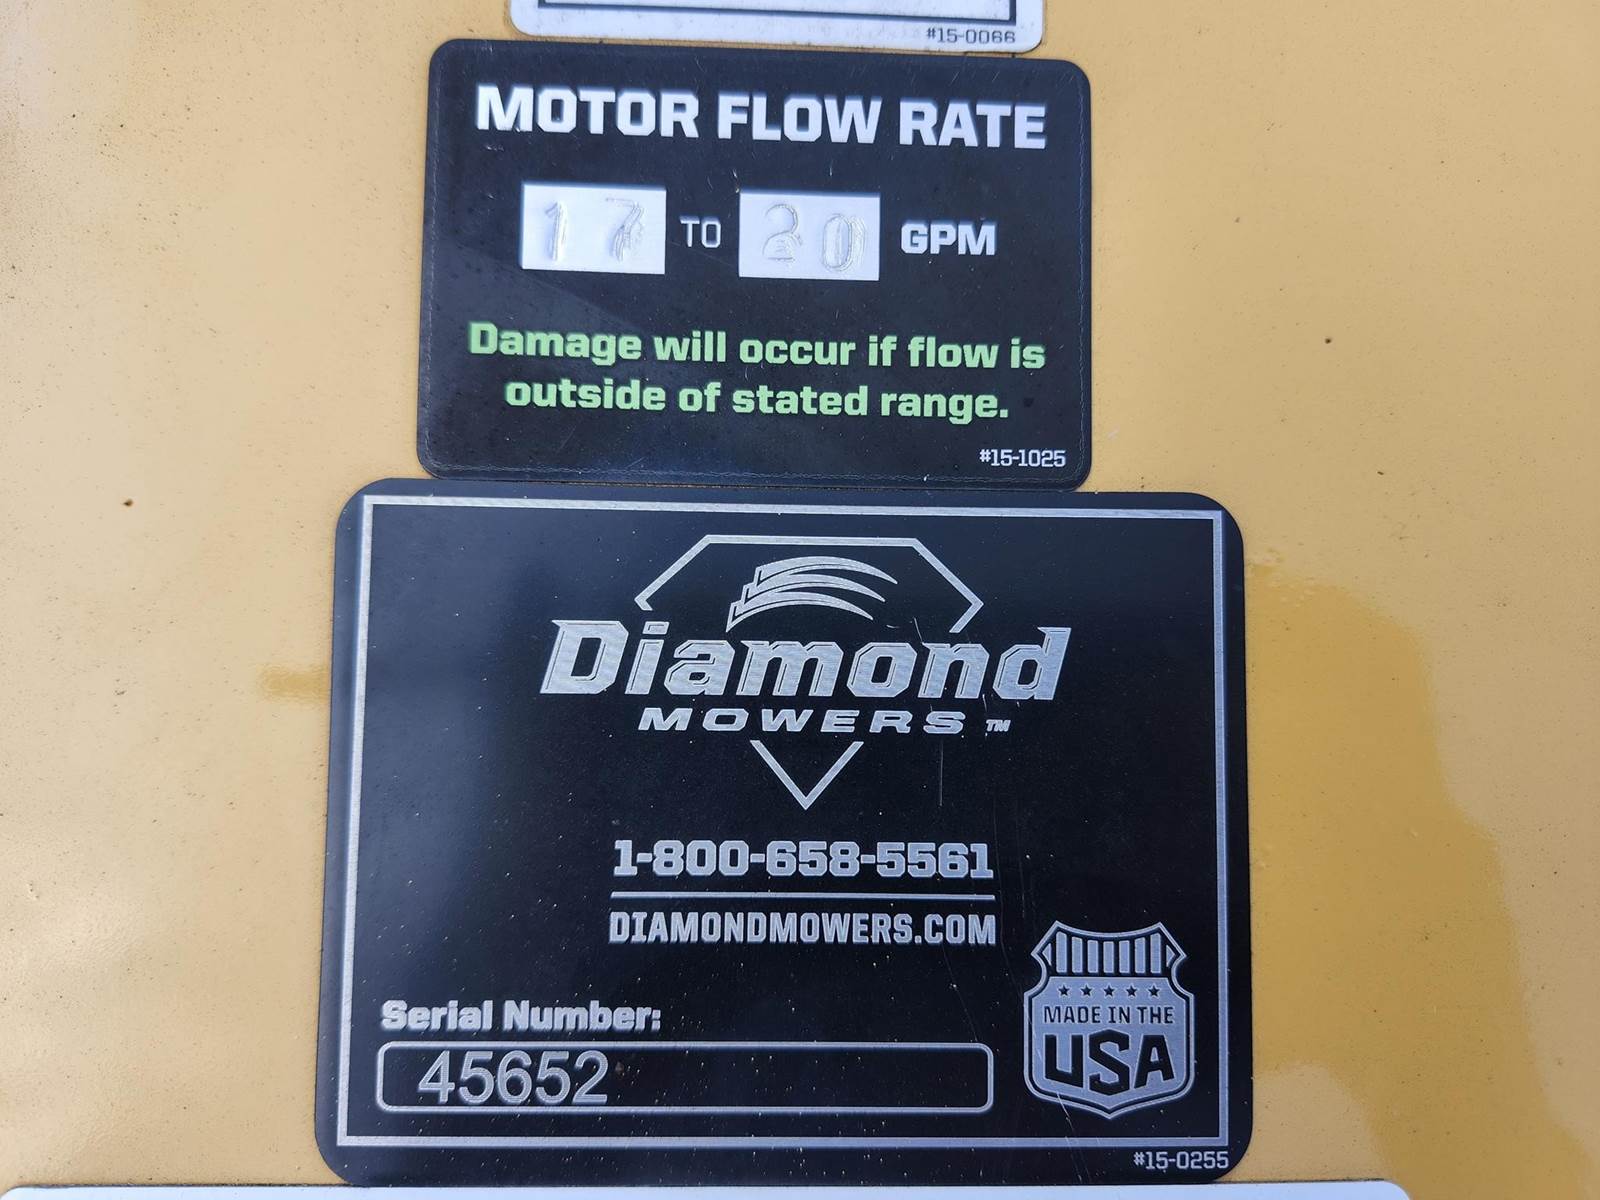 #15-0066
MOTOR FLOW RATE
17 TO 20 GPM
Damage will occur if flow is
outside of stated range.
#15-1025
Diamond
MOWERS™
1-800-658-5561
DIAMONDMOWERS.COM
Serial Number:
45652
MADE IN THE
USA
#15-0255